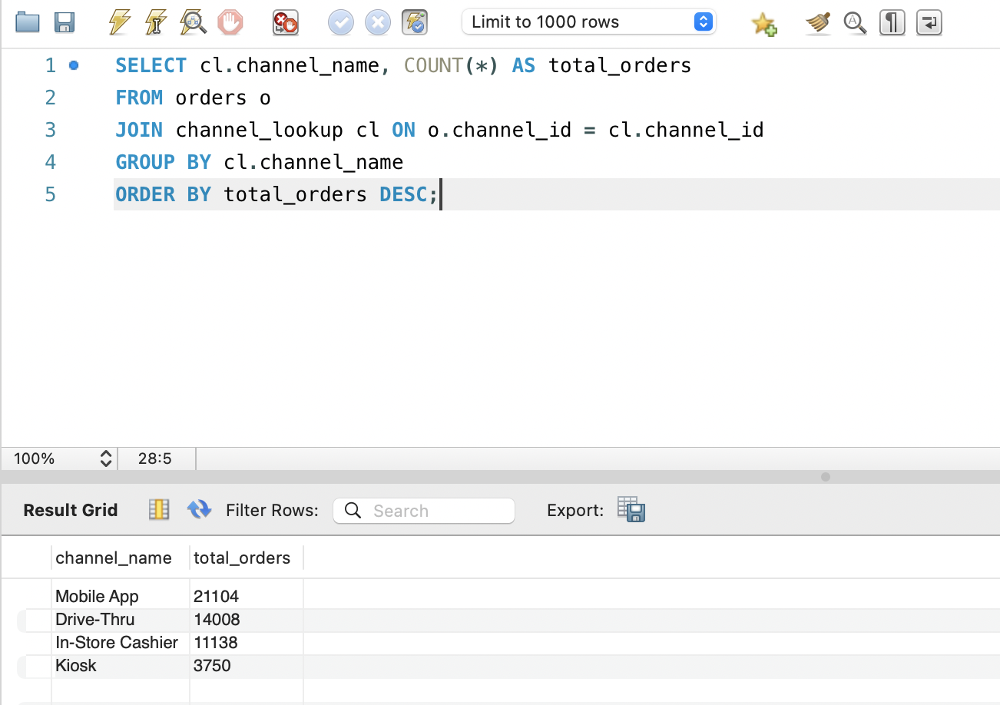 Limit to 1000 rows
1 SELECT cl.channel_name, COUNT(*) AS total_orders
2 FROM orders o
3 JOIN channel_lookup cl ON o.channel_id = cl.channel_id
4 GROUP BY cl.channel_name
5 ORDER BY total_orders DESC;
100% 28:5
Result Grid Filter Rows: Search Export:
channel_name total_orders
Mobile App 21104
Drive-Thru 14008
In-Store Cashier 11138
Kiosk 3750